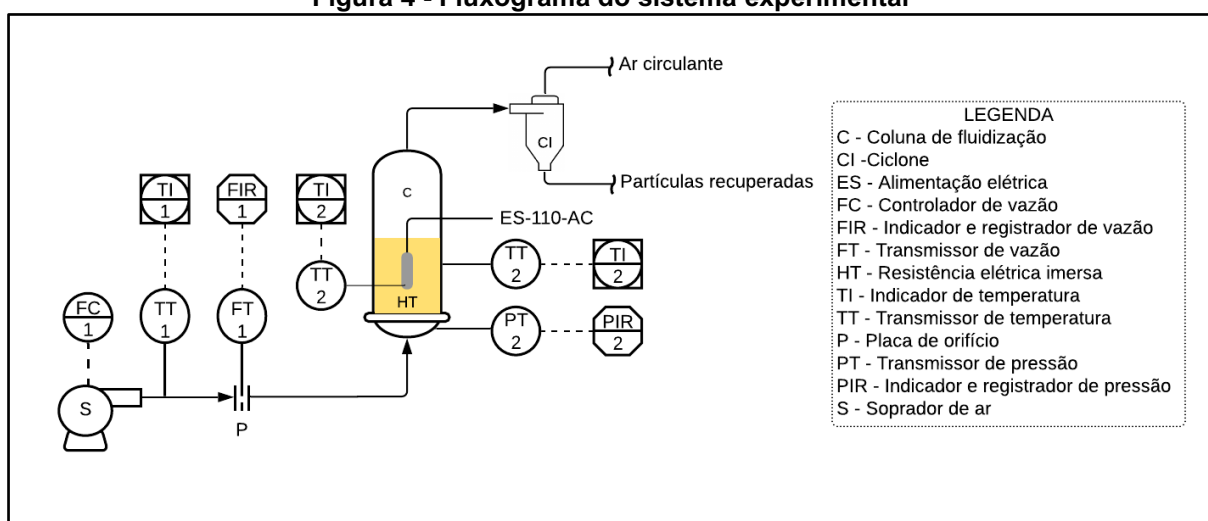 Figura 4 - Fluxograma do sistema experimental
Ar circulante
CI
Partículas recuperadas
TI
1
FIR
1
TI
2
C
ES-110-AC
TT
2
TI
2
TT
2
HT
FC
1
TT
1
FT
1
PT
2
PIR
2
S
P
LEGENDA
C - Coluna de fluidização
CI -Ciclone
ES - Alimentação elétrica
FC - Controlador de vazão
FIR - Indicador e registrador de vazão
FT - Transmissor de vazão
HT - Resistência elétrica imersa
TI - Indicador de temperatura
TT - Transmissor de temperatura
P - Placa de orifício
PT - Transmissor de pressão
PIR - Indicador e registrador de pressão
S - Soprador de ar